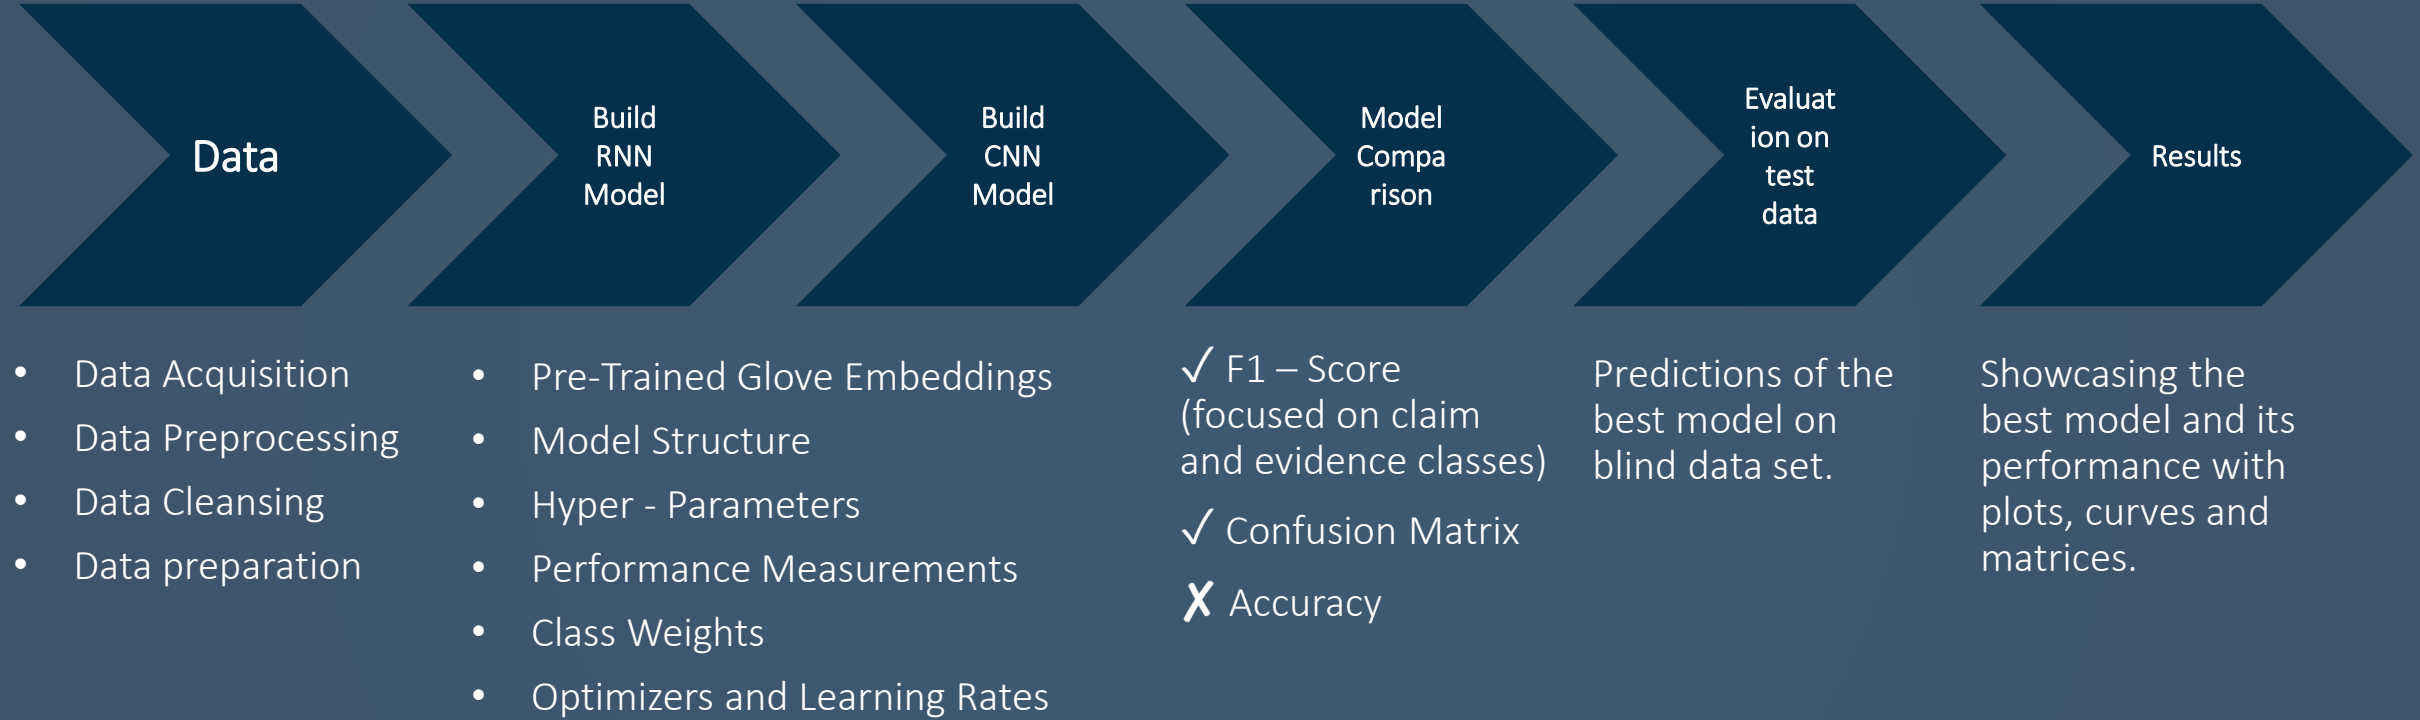 Data
Build
RNN
Model
Build
CNN
Model
Model
Compa
rison
Evaluat
ion on
test
data
Results
• Data Acquisition
• Data Preprocessing
• Data Cleansing
• Data preparation
• Pre-Trained Glove Embeddings
• Model Structure
• Hyper - Parameters
• Performance Measurements
• Class Weights
• Optimizers and Learning Rates
✓ F1 – Score
(focused on claim
and evidence classes)
✓ Confusion Matrix
✗ Accuracy
Predictions of the
best model on
blind data set.
Showcasing the
best model and its
performance with
plots, curves and
matrices.